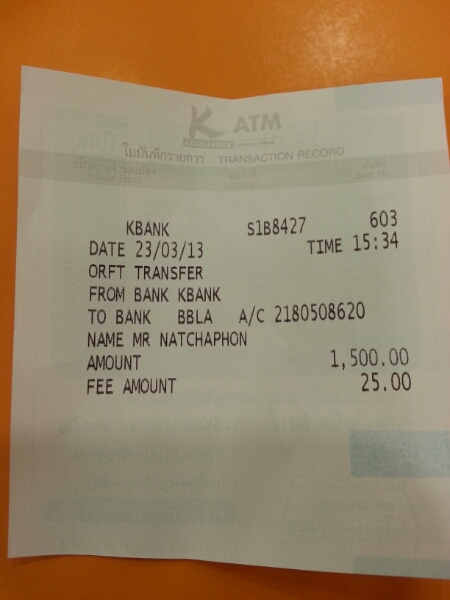 K ATM
EXCELLENCE
ใบบันทึกรายการ TRANSACTION RECORD
KBANK S1B8427 603
DATE 23/03/13 TIME 15:34
ORFT TRANSFER
FROM BANK KBANK
TO BANK BBLA A/C 2180508620
NAME MR NATCHAPHON
AMOUNT 1,500.00
FEE AMOUNT 25.00